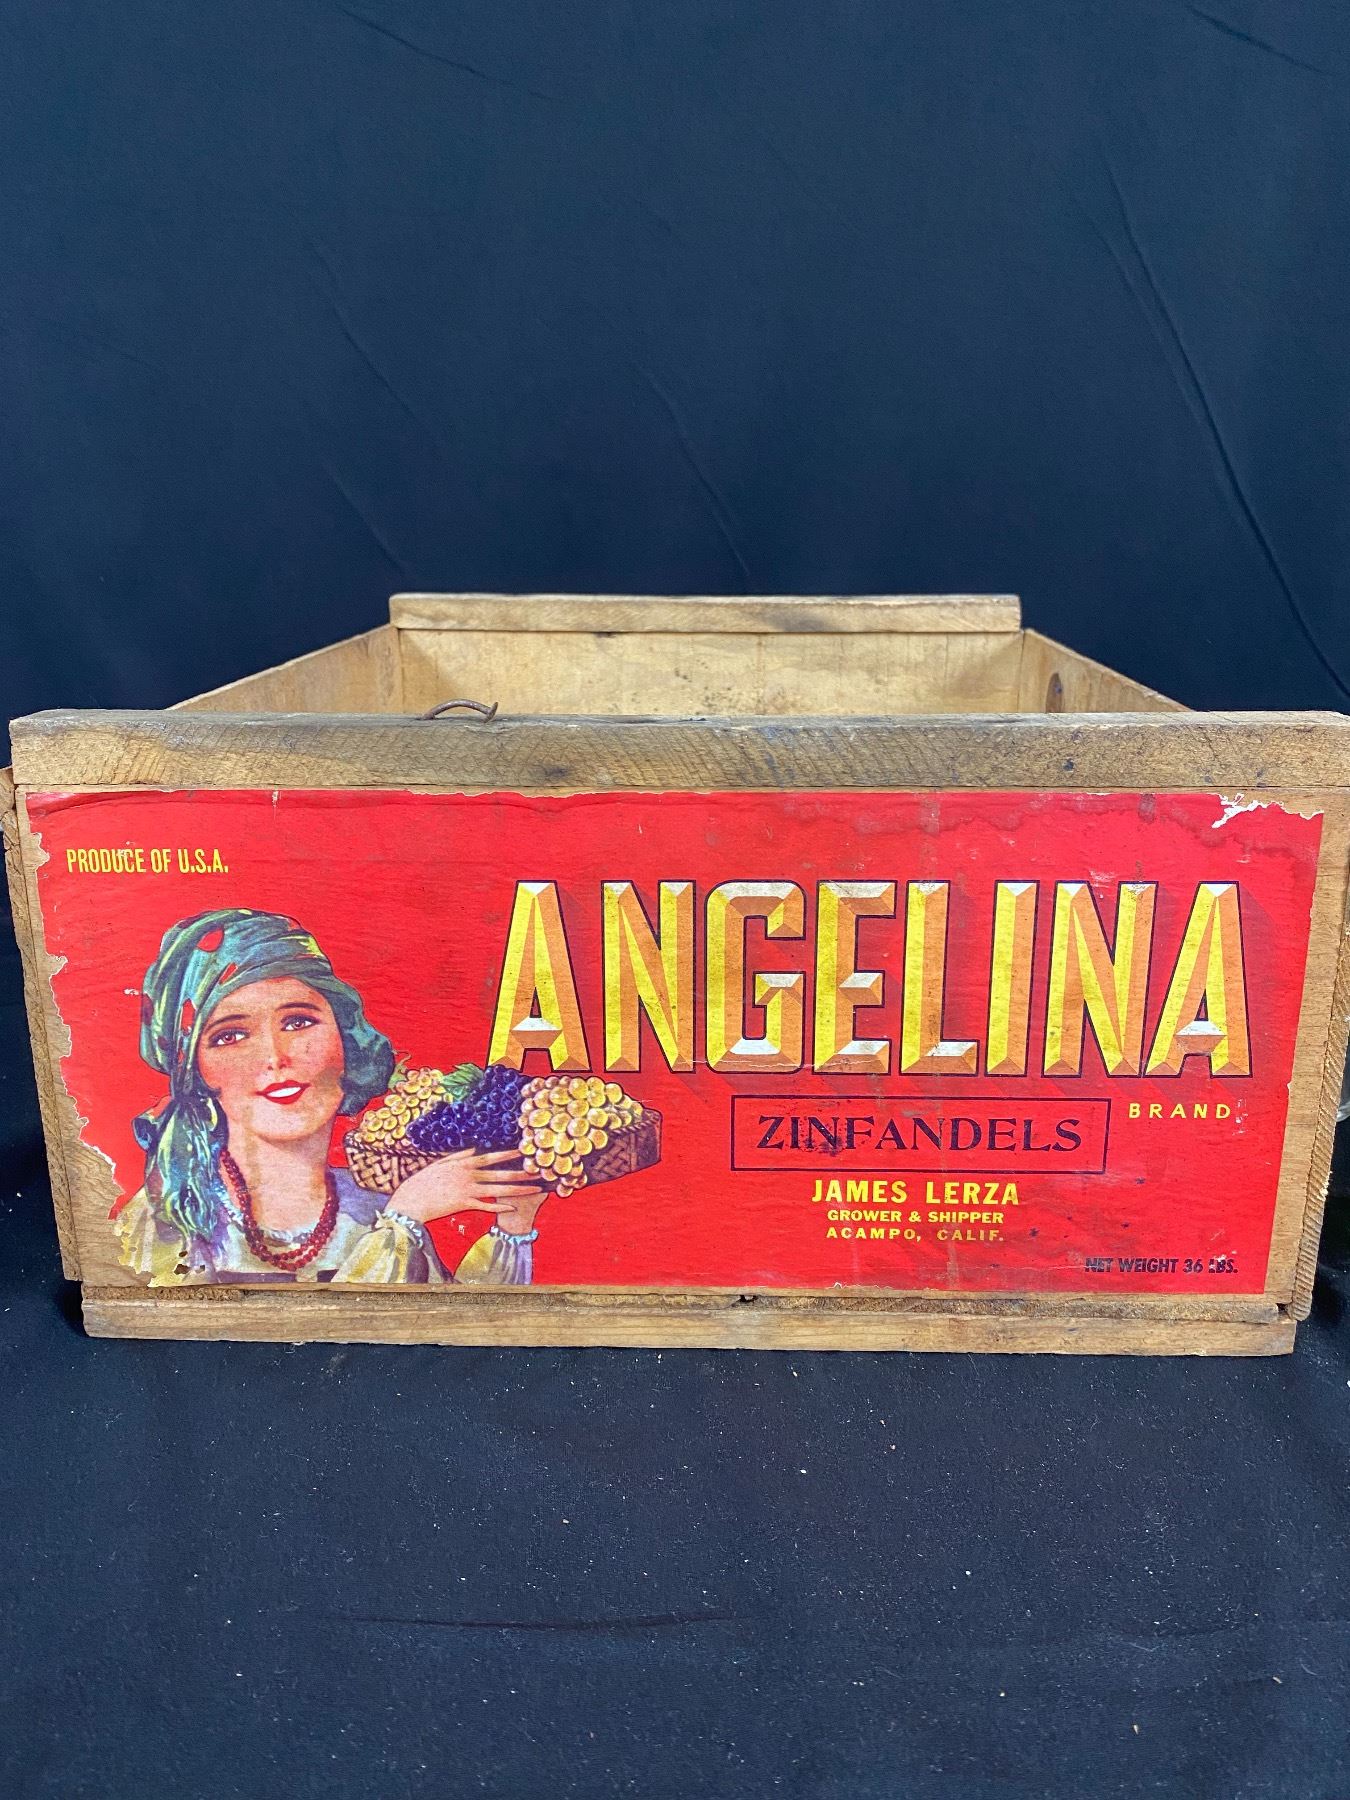 PRODUCE OF U.S.A.
ANGELINA
BRAND
ZINFANDELS
JAMES LERZA
GROWER & SHIPPER
ACAMPO, CALIF.
NET WEIGHT 36 LBS.